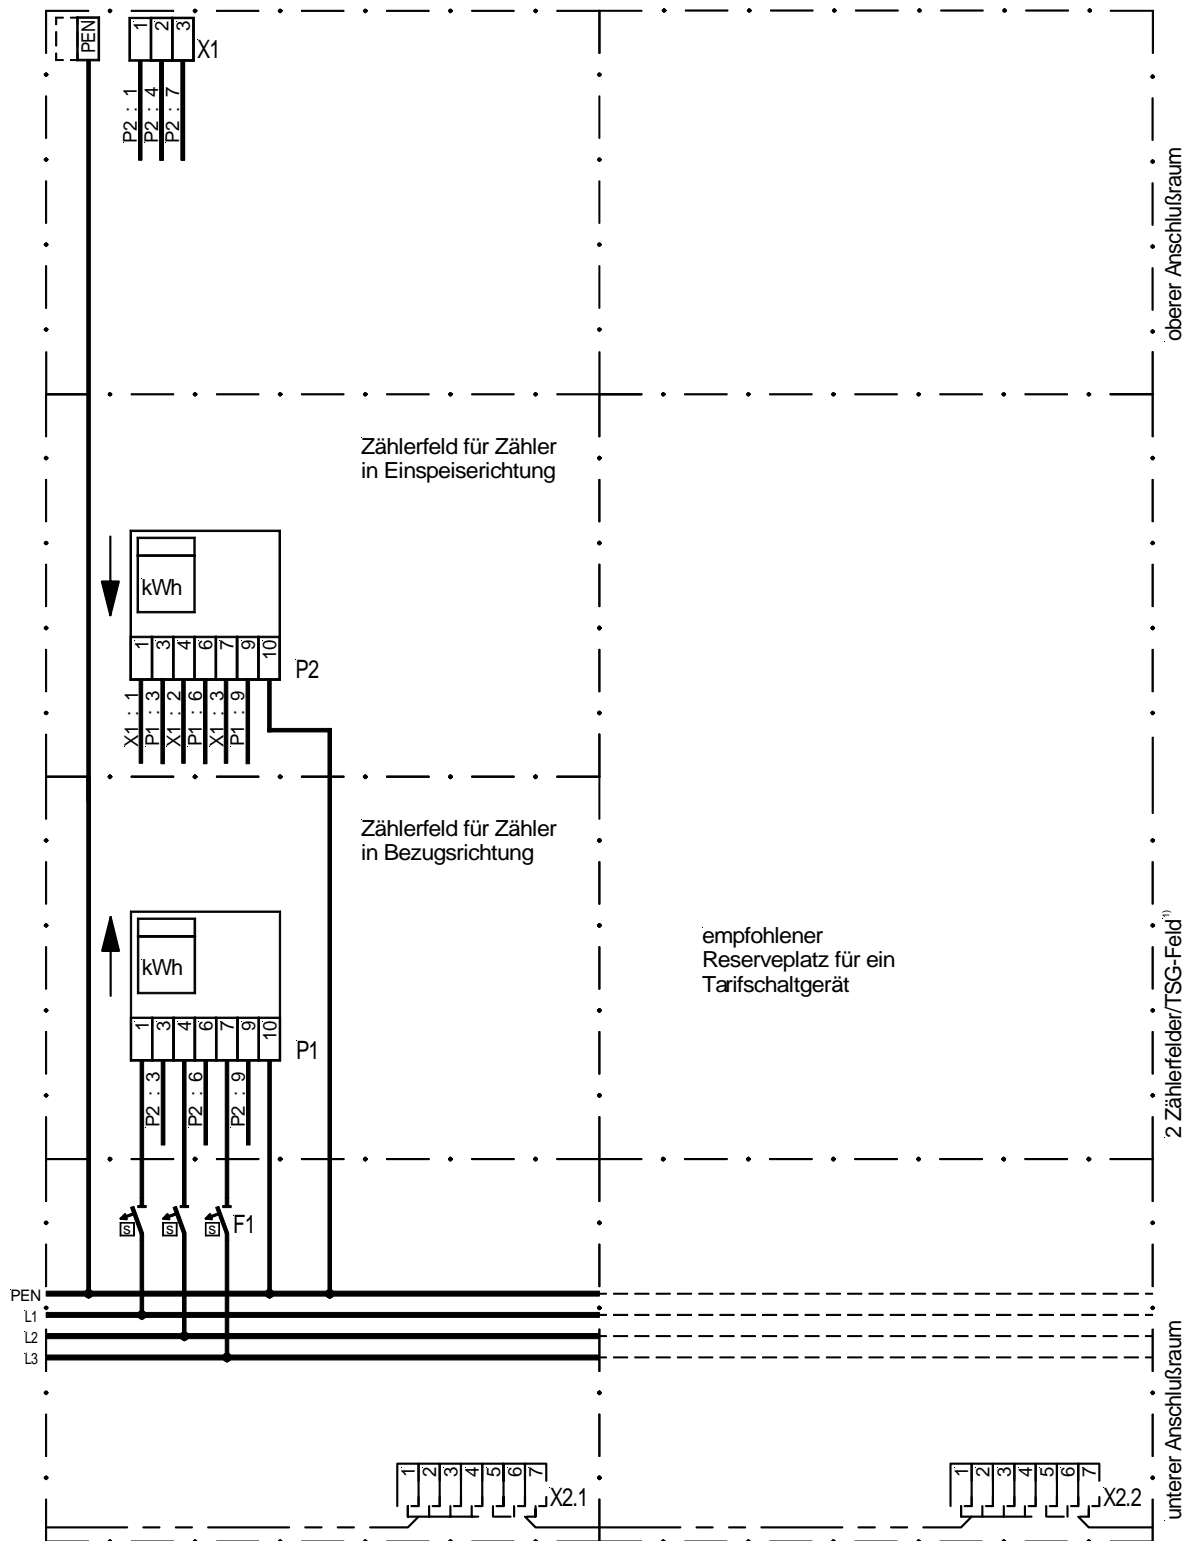 PEN
1 2 3
X1
P2 : 1
P2 : 4
P2 : 7
oberer Anschlußraum
Zählerfeld für Zähler
in Einspeiserichtung
kWh
1 3 4 6 7 9 10
P2
X1 : 1
P1 : 3
X1 : 2
P1 : 6
X1 : 3
P1 : 9
Zählerfeld für Zähler
in Bezugsrichtung
kWh
1 3 4 6 7 9 10
P1
P2 : 3
P2 : 6
P2 : 9
empfohlener
Reserveplatz für ein
Tarifschaltgerät
2 Zählerfelder/TSG-Feld¹⁾
s s s F1
PEN
L1
L2
L3
unterer Anschlußraum
1 2 3 4 5 6 7
X2.1
1 2 3 4 5 6 7
X2.2